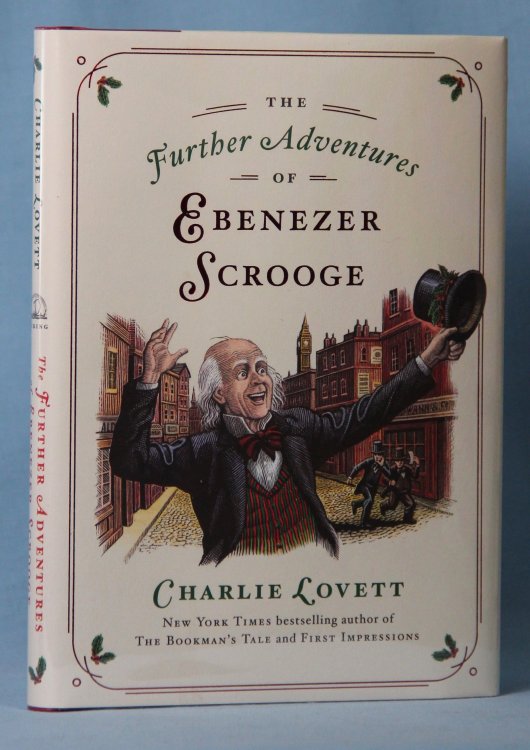 THE
Further Adventures
OF
EBENEZER
SCROOGE
CHARLIE LOVETT
NEW YORK TIMES bestselling author of
THE BOOKMAN'S TALE and FIRST IMPRESSIONS
CHARLIE LOVETT
VIKING
The FURTHER ADVENTURES